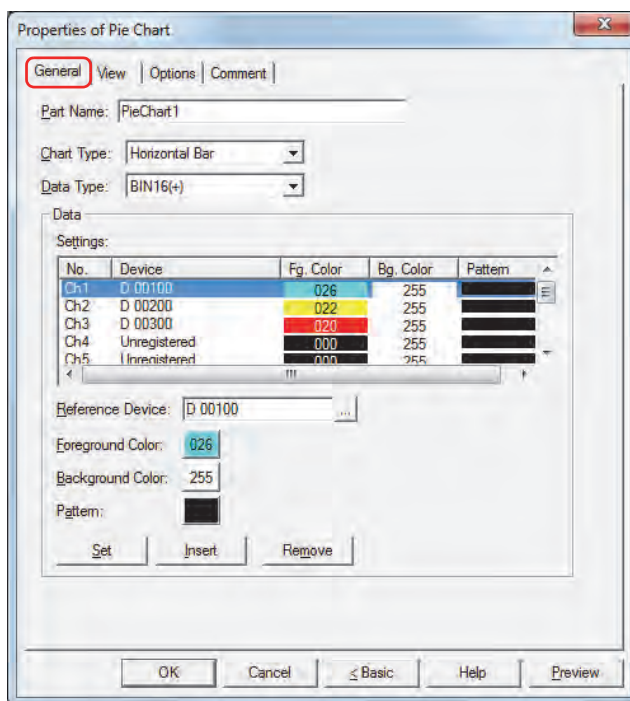 Properties of Pie Chart
General View Options Comment
Part Name: PieChart1
Chart Type: Horizontal Bar
Data Type: BIN16(+)
Data
Settings:
No. Device Fg. Color Bg. Color Pattern
Ch1 D 00100 026 255
Ch2 D 00200 022 255
Ch3 D 00300 020 255
Ch4 Unregistered 000 255
Ch5 Unregistered 000 255
Reference Device: D 00100 ...
Foreground Color: 026
Background Color: 255
Pattern:
Set Insert Remove
OK Cancel < Basic Help Preview